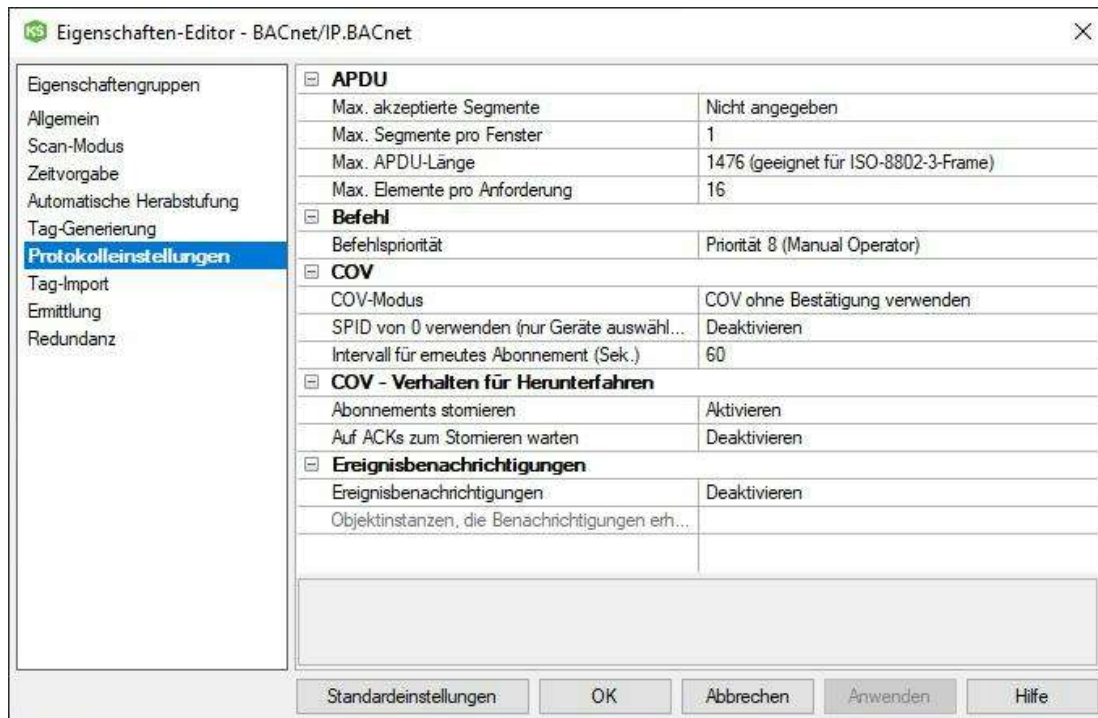 KS Eigenschaften-Editor - BACnet/IP.BACnet
Eigenschaftengruppen
Allgemein
Scan-Modus
Zeitvorgabe
Automatische Herabstufung
Tag-Generierung
Protokolleinstellungen
Tag-Import
Ermittlung
Redundanz
APDU
Max. akzeptierte Segmente Nicht angegeben
Max. Segmente pro Fenster 1
Max. APDU-Länge 1476 (geeignet für ISO-8802-3-Frame)
Max. Elemente pro Anforderung 16
Befehl
Befehlspriorität Priorität 8 (Manual Operator)
COV
COV-Modus COV ohne Bestätigung verwenden
SPID von 0 verwenden (nur Geräte auswähl... Deaktivieren
Intervall für erneutes Abonnement (Sek.) 60
COV - Verhalten für Herunterfahren
Abonnements stornieren Aktivieren
Auf ACKs zum Stornieren warten Deaktivieren
Ereignisbenachrichtigungen
Ereignisbenachrichtigungen Deaktivieren
Objektinstanzen, die Benachrichtigungen erh...
Standardeinstellungen OK Abbrechen Anwenden Hilfe